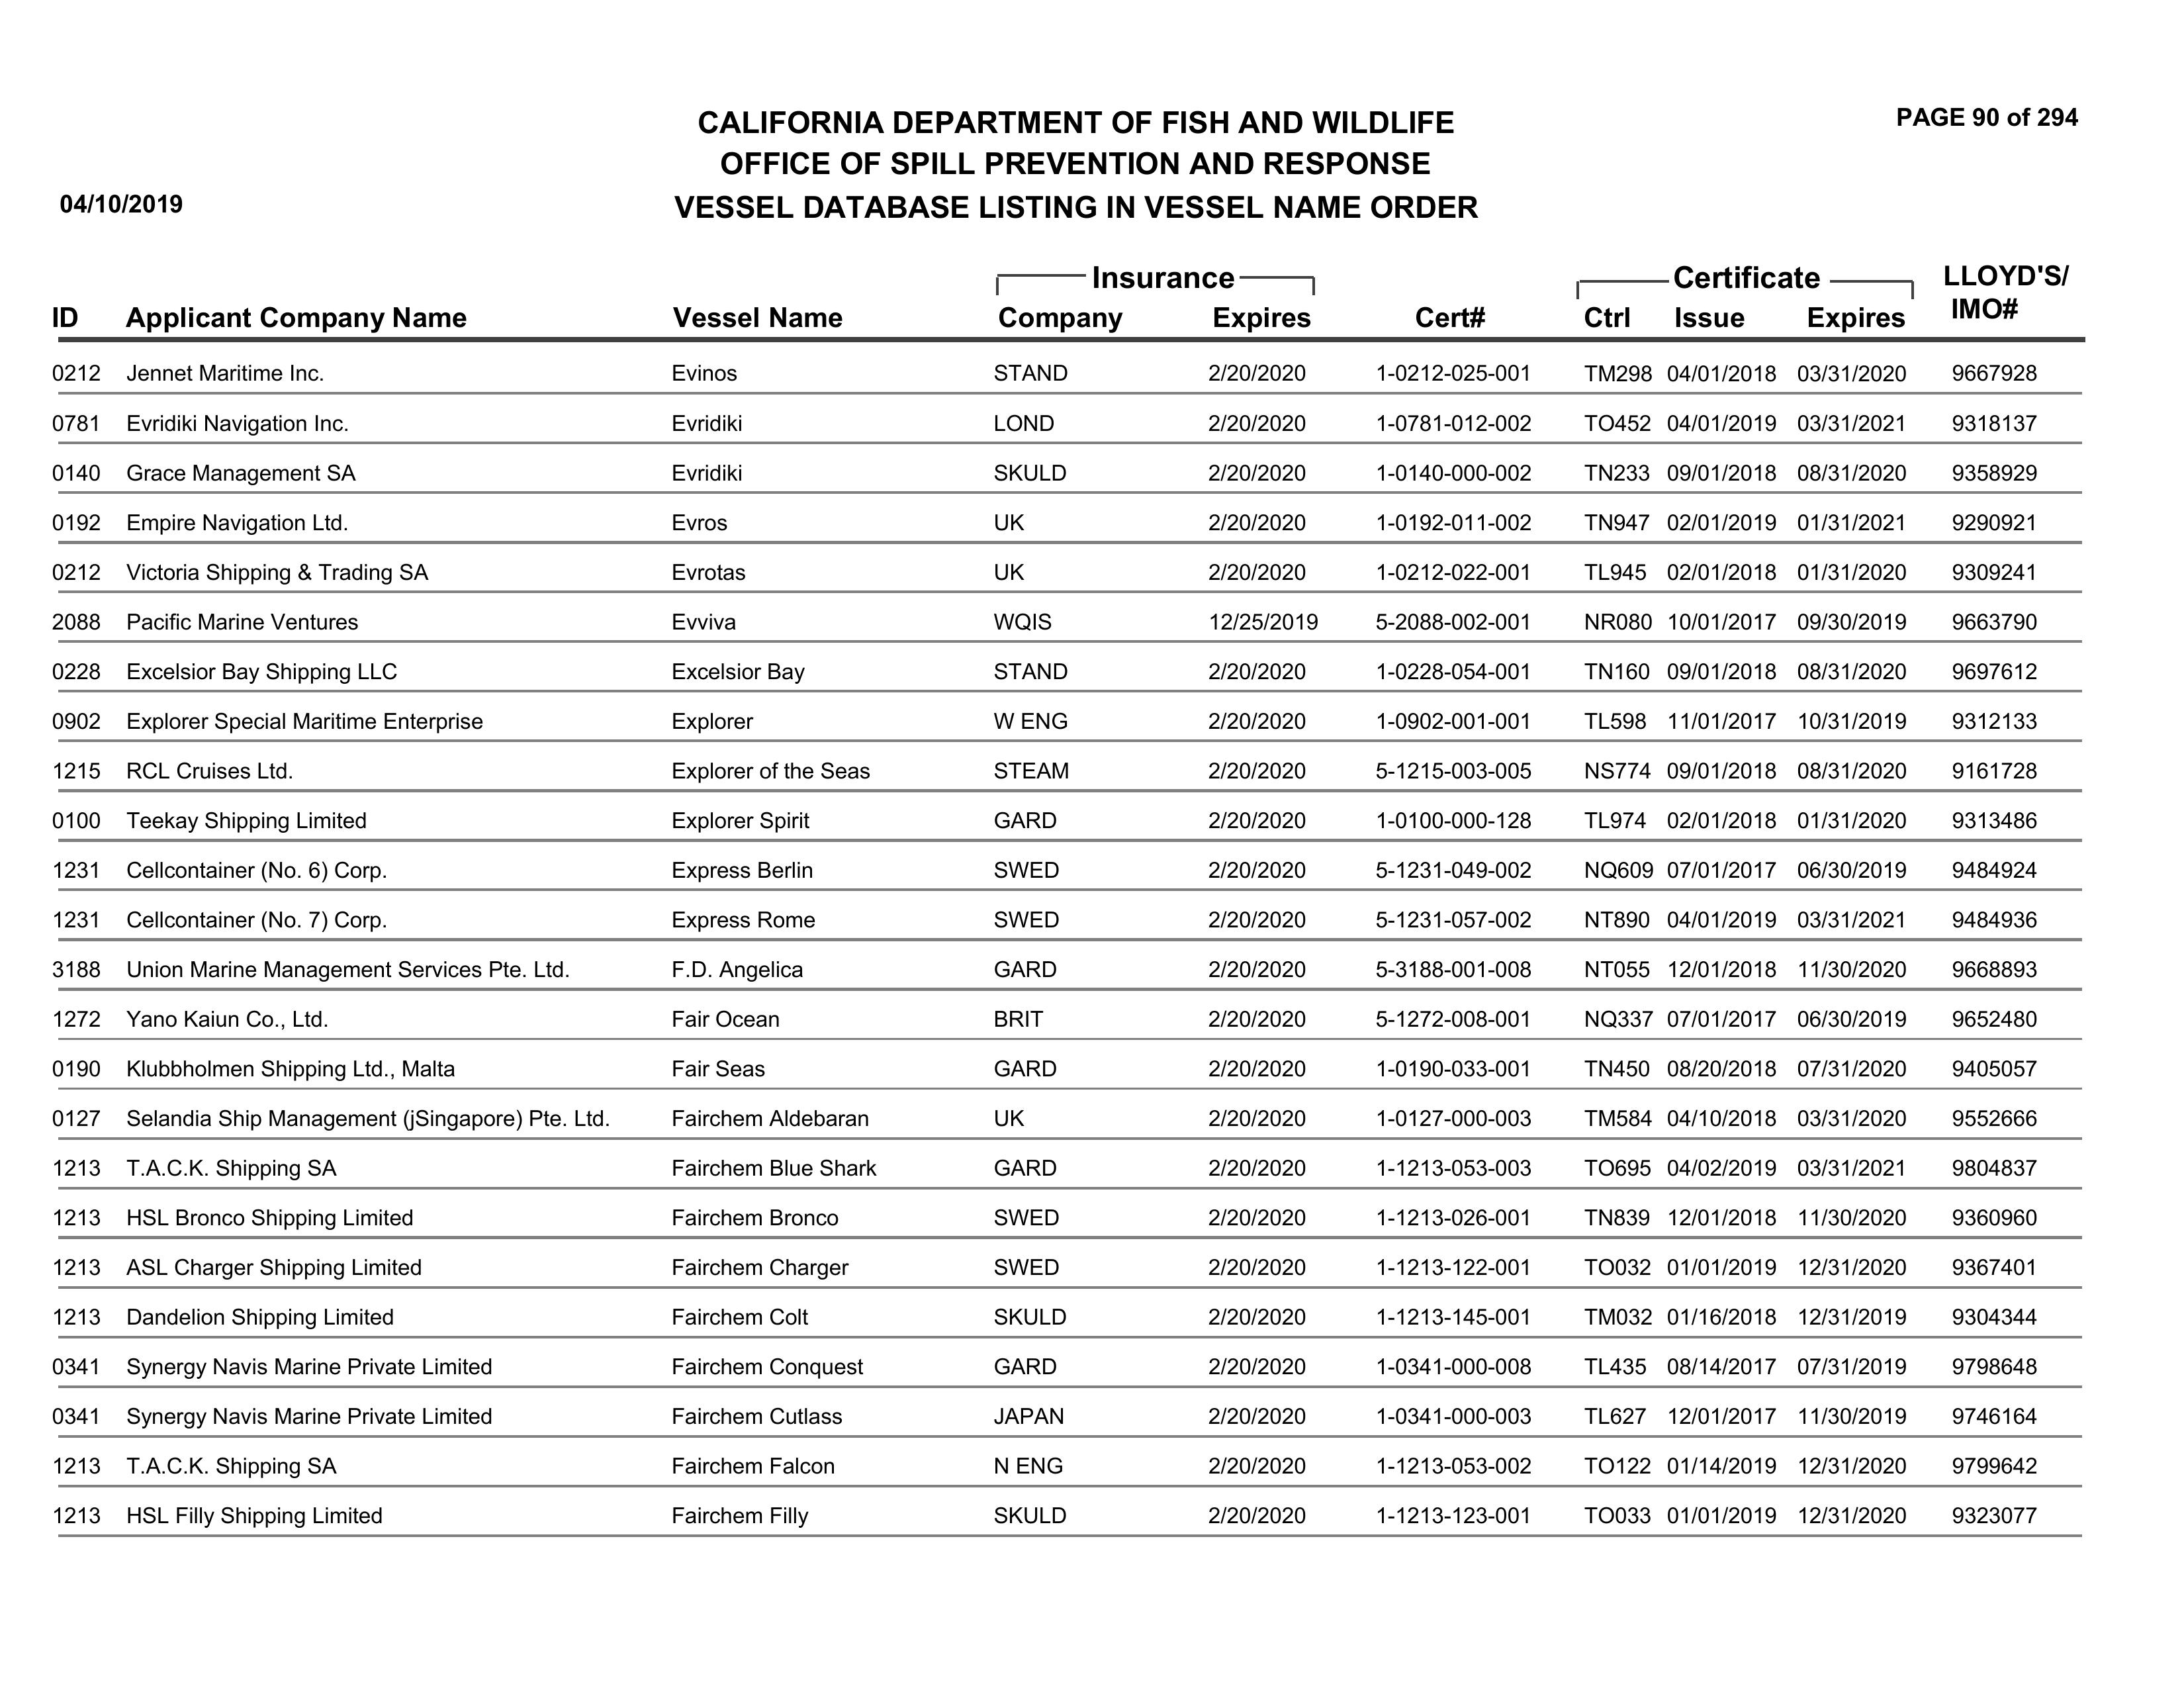 PAGE 90 of 294
CALIFORNIA DEPARTMENT OF FISH AND WILDLIFE
OFFICE OF SPILL PREVENTION AND RESPONSE
04/10/2019 VESSEL DATABASE LISTING IN VESSEL NAME ORDER
Insurance Certificate LLOYD'S/
ID Applicant Company Name Vessel Name Company Expires Cert# Ctrl Issue Expires IMO#
0212 Jennet Maritime Inc. Evinos STAND 2/20/2020 1-0212-025-001 TM298 04/01/2018 03/31/2020 9667928
0781 Evridiki Navigation Inc. Evridiki LOND 2/20/2020 1-0781-012-002 TO452 04/01/2019 03/31/2021 9318137
0140 Grace Management SA Evridiki SKULD 2/20/2020 1-0140-000-002 TN233 09/01/2018 08/31/2020 9358929
0192 Empire Navigation Ltd. Evros UK 2/20/2020 1-0192-011-002 TN947 02/01/2019 01/31/2021 9290921
0212 Victoria Shipping & Trading SA Evrotas UK 2/20/2020 1-0212-022-001 TL945 02/01/2018 01/31/2020 9309241
2088 Pacific Marine Ventures Evviva WQIS 12/25/2019 5-2088-002-001 NR080 10/01/2017 09/30/2019 9663790
0228 Excelsior Bay Shipping LLC Excelsior Bay STAND 2/20/2020 1-0228-054-001 TN160 09/01/2018 08/31/2020 9697612
0902 Explorer Special Maritime Enterprise Explorer W ENG 2/20/2020 1-0902-001-001 TL598 11/01/2017 10/31/2019 9312133
1215 RCL Cruises Ltd. Explorer of the Seas STEAM 2/20/2020 5-1215-003-005 NS774 09/01/2018 08/31/2020 9161728
0100 Teekay Shipping Limited Explorer Spirit GARD 2/20/2020 1-0100-000-128 TL974 02/01/2018 01/31/2020 9313486
1231 Cellcontainer (No. 6) Corp. Express Berlin SWED 2/20/2020 5-1231-049-002 NQ609 07/01/2017 06/30/2019 9484924
1231 Cellcontainer (No. 7) Corp. Express Rome SWED 2/20/2020 5-1231-057-002 NT890 04/01/2019 03/31/2021 9484936
3188 Union Marine Management Services Pte. Ltd. F.D. Angelica GARD 2/20/2020 5-3188-001-008 NT055 12/01/2018 11/30/2020 9668893
1272 Yano Kaiun Co., Ltd. Fair Ocean BRIT 2/20/2020 5-1272-008-001 NQ337 07/01/2017 06/30/2019 9652480
0190 Klubbholmen Shipping Ltd., Malta Fair Seas GARD 2/20/2020 1-0190-033-001 TN450 08/20/2018 07/31/2020 9405057
0127 Selandia Ship Management (jSingapore) Pte. Ltd. Fairchem Aldebaran UK 2/20/2020 1-0127-000-003 TM584 04/10/2018 03/31/2020 9552666
1213 T.A.C.K. Shipping SA Fairchem Blue Shark GARD 2/20/2020 1-1213-053-003 TO695 04/02/2019 03/31/2021 9804837
1213 HSL Bronco Shipping Limited Fairchem Bronco SWED 2/20/2020 1-1213-026-001 TN839 12/01/2018 11/30/2020 9360960
1213 ASL Charger Shipping Limited Fairchem Charger SWED 2/20/2020 1-1213-122-001 TO032 01/01/2019 12/31/2020 9367401
1213 Dandelion Shipping Limited Fairchem Colt SKULD 2/20/2020 1-1213-145-001 TM032 01/16/2018 12/31/2019 9304344
0341 Synergy Navis Marine Private Limited Fairchem Conquest GARD 2/20/2020 1-0341-000-008 TL435 08/14/2017 07/31/2019 9798648
0341 Synergy Navis Marine Private Limited Fairchem Cutlass JAPAN 2/20/2020 1-0341-000-003 TL627 12/01/2017 11/30/2019 9746164
1213 T.A.C.K. Shipping SA Fairchem Falcon N ENG 2/20/2020 1-1213-053-002 TO122 01/14/2019 12/31/2020 9799642
1213 HSL Filly Shipping Limited Fairchem Filly SKULD 2/20/2020 1-1213-123-001 TO033 01/01/2019 12/31/2020 9323077